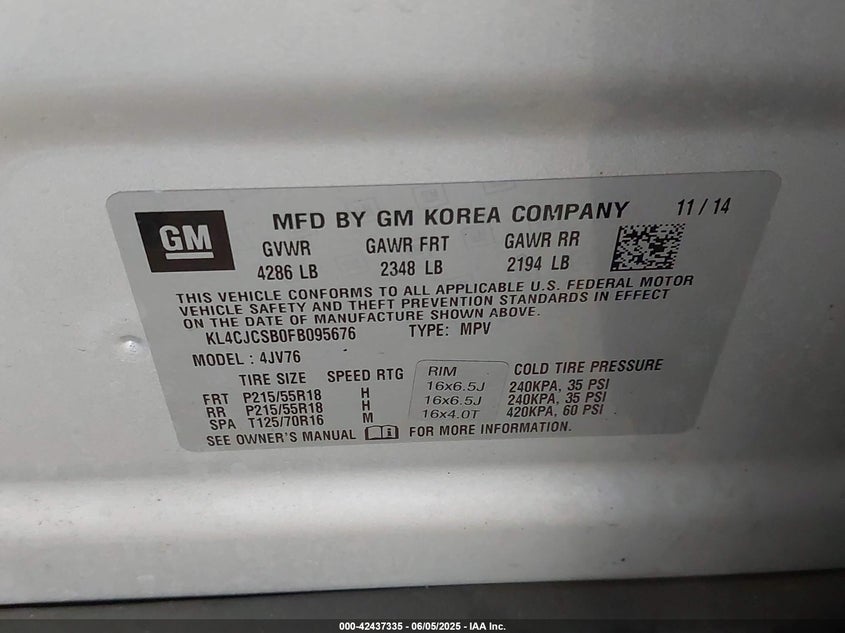 GM
MFD BY GM KOREA COMPANY 11 / 14
GVWR GAWR FRT GAWR RR
4286 LB 2348 LB 2194 LB
THIS VEHICLE CONFORMS TO ALL APPLICABLE U.S. FEDERAL MOTOR
VEHICLE SAFETY AND THEFT PREVENTION STANDARDS IN EFFECT
ON THE DATE OF MANUFACTURE SHOWN ABOVE.
KL4CJCSB0FB095676 TYPE: MPV
MODEL : 4JV76
TIRE SIZE SPEED RTG RIM COLD TIRE PRESSURE
FRT P215/55R18 H 16x6.5J 240KPA, 35 PSI
RR P215/55R18 H 16x6.5J 240KPA, 35 PSI
SPA T125/70R16 M 16x4.0T 420KPA, 60 PSI
SEE OWNER'S MANUAL FOR MORE INFORMATION.
000-42437335 - 06/05/2025 - IAA Inc.